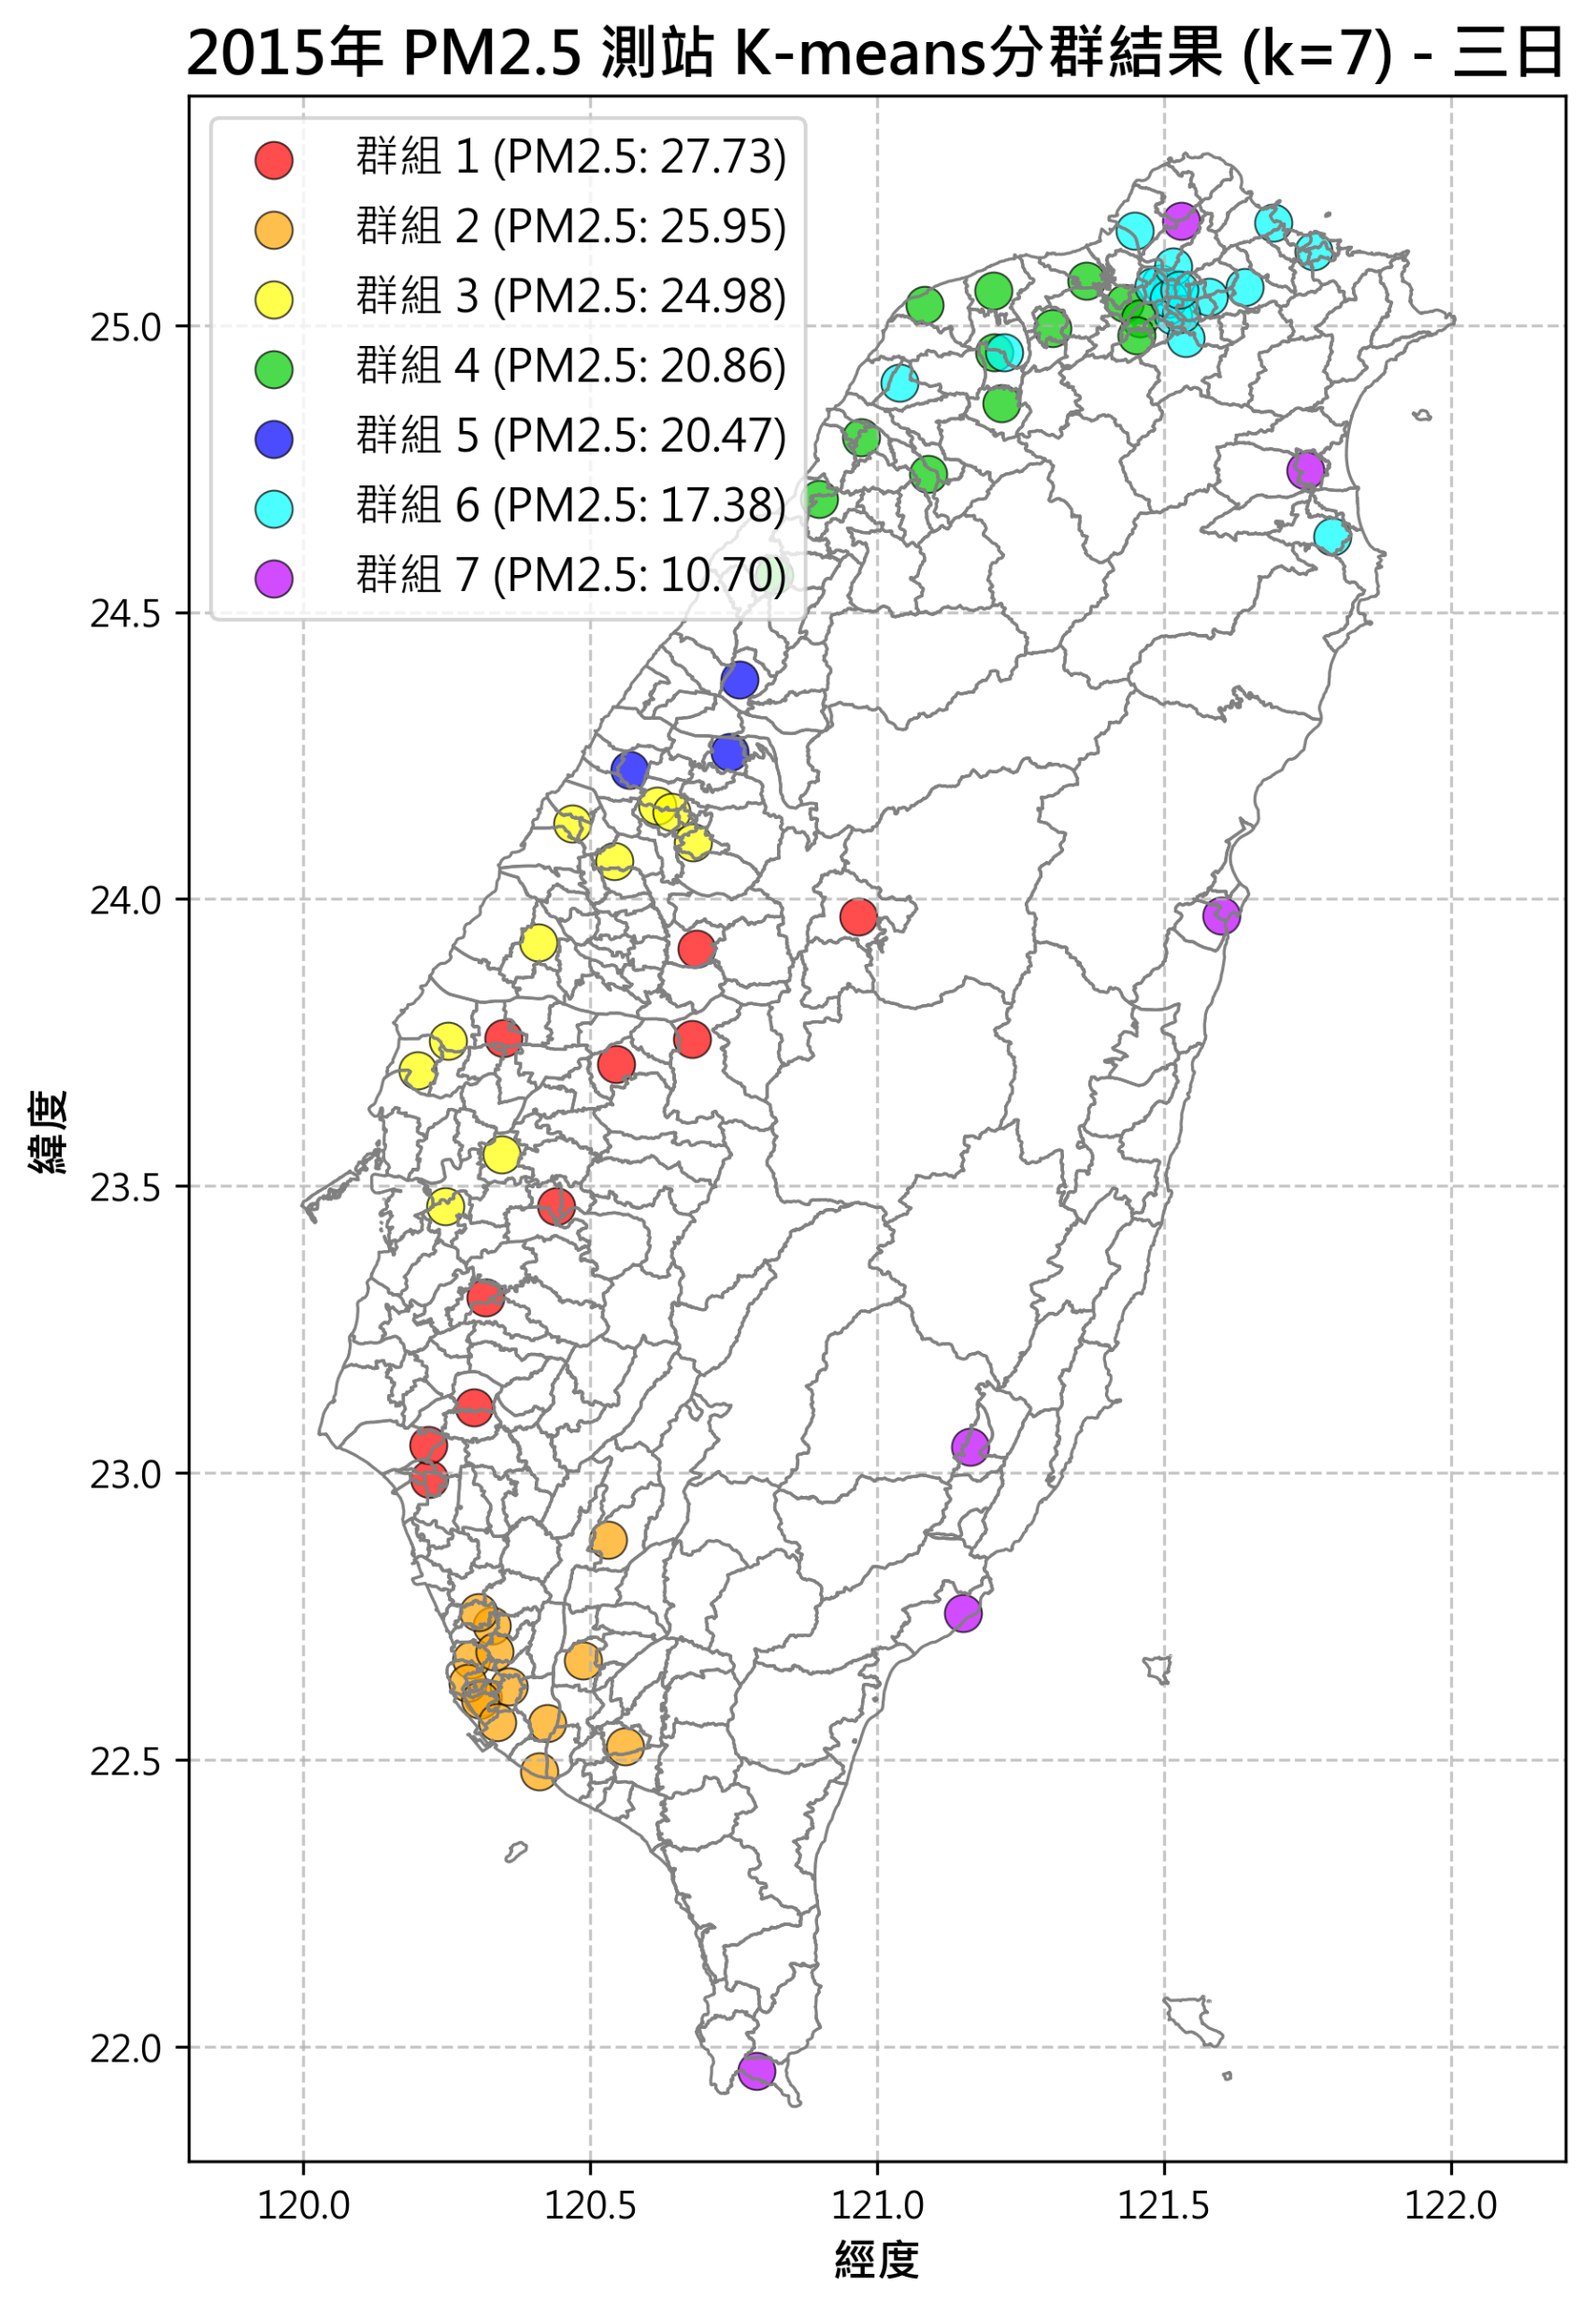 2015年 PM2.5 測站 K-means分群結果 (k=7) - 三日
群組 1 (PM2.5: 27.73)
群組 2 (PM2.5: 25.95)
群組 3 (PM2.5: 24.98)
群組 4 (PM2.5: 20.86)
群組 5 (PM2.5: 20.47)
群組 6 (PM2.5: 17.38)
群組 7 (PM2.5: 10.70)
25.0
24.5
24.0
23.5
23.0
22.5
22.0
緯度
120.0
120.5
121.0
121.5
122.0
經度